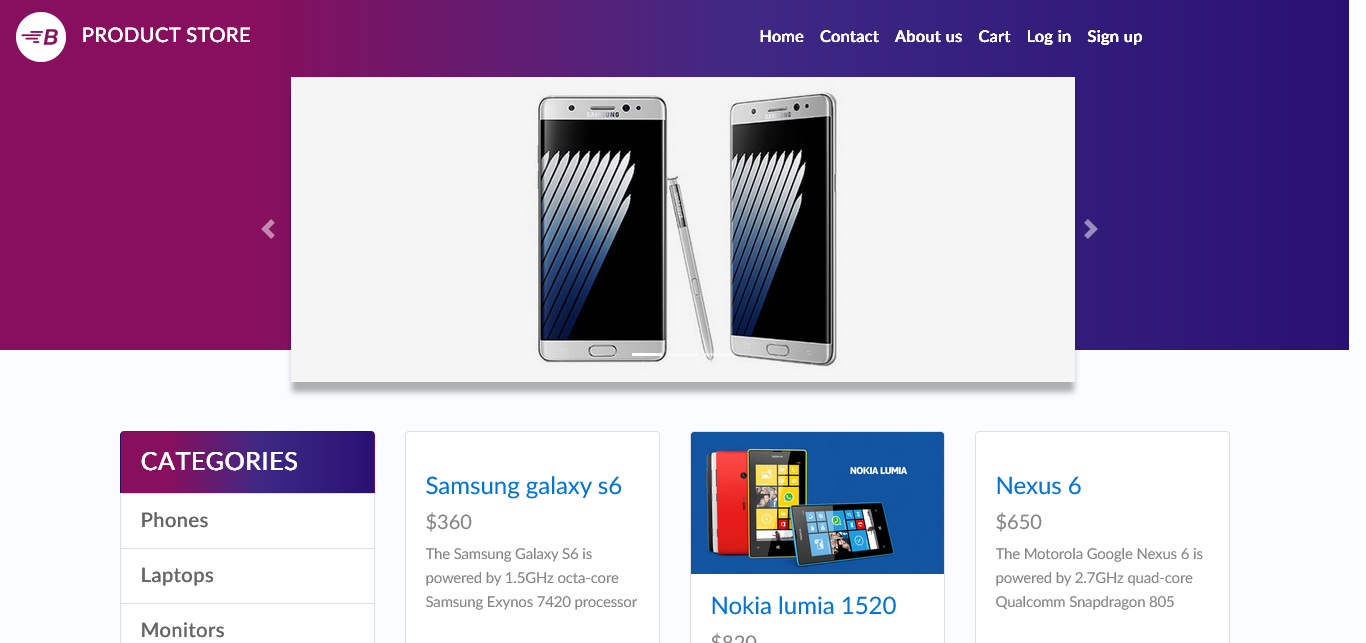 B PRODUCT STORE
Home Contact About us Cart Log in Sign up
SAMSUNG
SAMSUNG
CATEGORIES
Phones
Laptops
Monitors
Samsung galaxy s6
$360
The Samsung Galaxy S6 is
powered by 1.5GHz octa-core
Samsung Exynos 7420 processor
NOKIA LUMIA
Nokia lumia 1520
$820
Nexus 6
$650
The Motorola Google Nexus 6 is
powered by 2.7GHz quad-core
Qualcomm Snapdragon 805